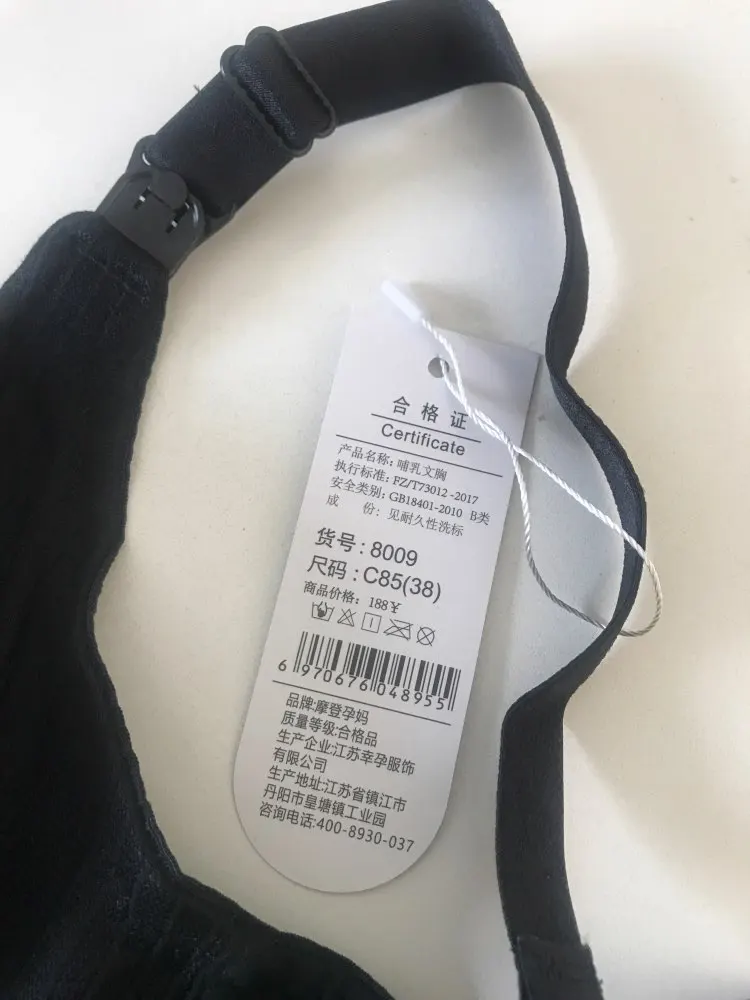 合格证
Certificate
产品名称: 哺乳文胸
执行标准: FZ/T73012 -2017
安全类别: GB18401-2010 B类
成 份: 见耐久性洗标
货号: 8009
尺码: C85(38)
商品价格: 188¥
6 970676 048955
品牌:摩登孕妈
质量等级:合格品
生产企业:江苏幸孕服饰
有限公司
生产地址:江苏省镇江市
丹阳市皇塘镇工业园
咨询电话:400-8930-037